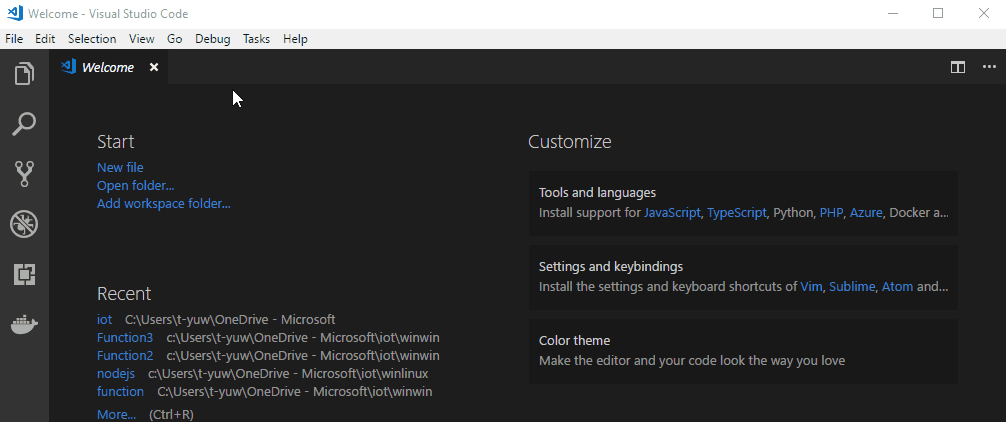 Welcome - Visual Studio Code
File Edit Selection View Go Debug Tasks Help
Welcome
Start
New file
Open folder...
Add workspace folder...
Recent
iot C:\Users\t-yuw\OneDrive - Microsoft
Function3 c:\Users\t-yuw\OneDrive - Microsoft\iot\winwin
Function2 c:\Users\t-yuw\OneDrive - Microsoft\iot\winwin
nodejs c:\Users\t-yuw\OneDrive - Microsoft\iot\winlinux
function C:\Users\t-yuw\OneDrive - Microsoft\iot\winwin
More... (Ctrl+R)
Customize
Tools and languages
Install support for JavaScript, TypeScript, Python, PHP, Azure, Docker a...
Settings and keybindings
Install the settings and keyboard shortcuts of Vim, Sublime, Atom and...
Color theme
Make the editor and your code look the way you love